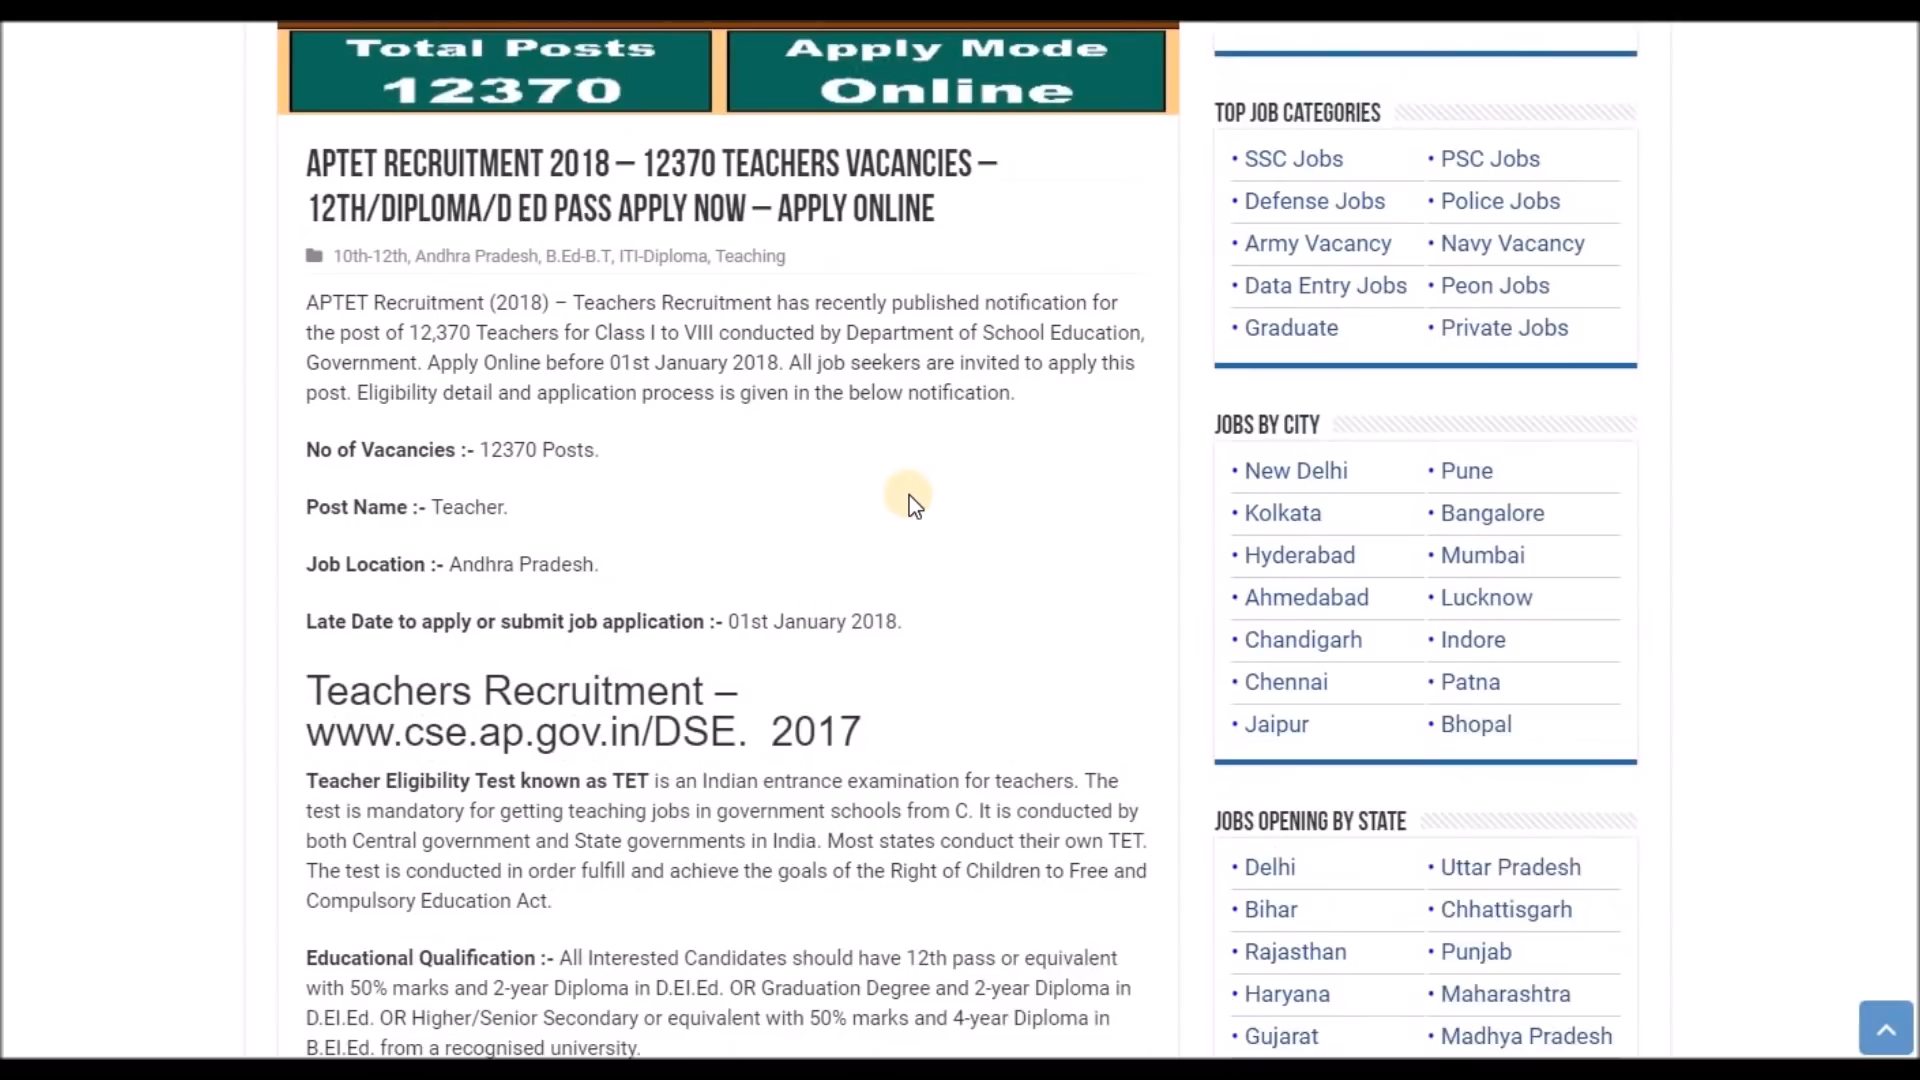 Total Posts
12370
Apply Mode
Online
APTET RECRUITMENT 2018 – 12370 TEACHERS VACANCIES –
12TH/DIPLOMA/D ED PASS APPLY NOW – APPLY ONLINE
10th-12th, Andhra Pradesh, B.Ed-B.T, ITI-Diploma, Teaching
APTET Recruitment (2018) – Teachers Recruitment has recently published notification for
the post of 12,370 Teachers for Class I to VIII conducted by Department of School Education,
Government. Apply Online before 01st January 2018. All job seekers are invited to apply this
post. Eligibility detail and application process is given in the below notification.
No of Vacancies :- 12370 Posts.
Post Name :- Teacher.
Job Location :- Andhra Pradesh.
Late Date to apply or submit job application :- 01st January 2018.
Teachers Recruitment –
www.cse.ap.gov.in/DSE. 2017
Teacher Eligibility Test known as TET is an Indian entrance examination for teachers. The
test is mandatory for getting teaching jobs in government schools from C. It is conducted by
both Central government and State governments in India. Most states conduct their own TET.
The test is conducted in order fulfill and achieve the goals of the Right of Children to Free and
Compulsory Education Act.
Educational Qualification :- All Interested Candidates should have 12th pass or equivalent
with 50% marks and 2-year Diploma in D.El.Ed. OR Graduation Degree and 2-year Diploma in
D.El.Ed. OR Higher/Senior Secondary or equivalent with 50% marks and 4-year Diploma in
B.El.Ed. from a recognised university.
TOP JOB CATEGORIES
• SSC Jobs • PSC Jobs
• Defense Jobs • Police Jobs
• Army Vacancy • Navy Vacancy
• Data Entry Jobs • Peon Jobs
• Graduate • Private Jobs
JOBS BY CITY
• New Delhi • Pune
• Kolkata • Bangalore
• Hyderabad • Mumbai
• Ahmedabad • Lucknow
• Chandigarh • Indore
• Chennai • Patna
• Jaipur • Bhopal
JOBS OPENING BY STATE
• Delhi • Uttar Pradesh
• Bihar • Chhattisgarh
• Rajasthan • Punjab
• Haryana • Maharashtra
• Gujarat • Madhya Pradesh